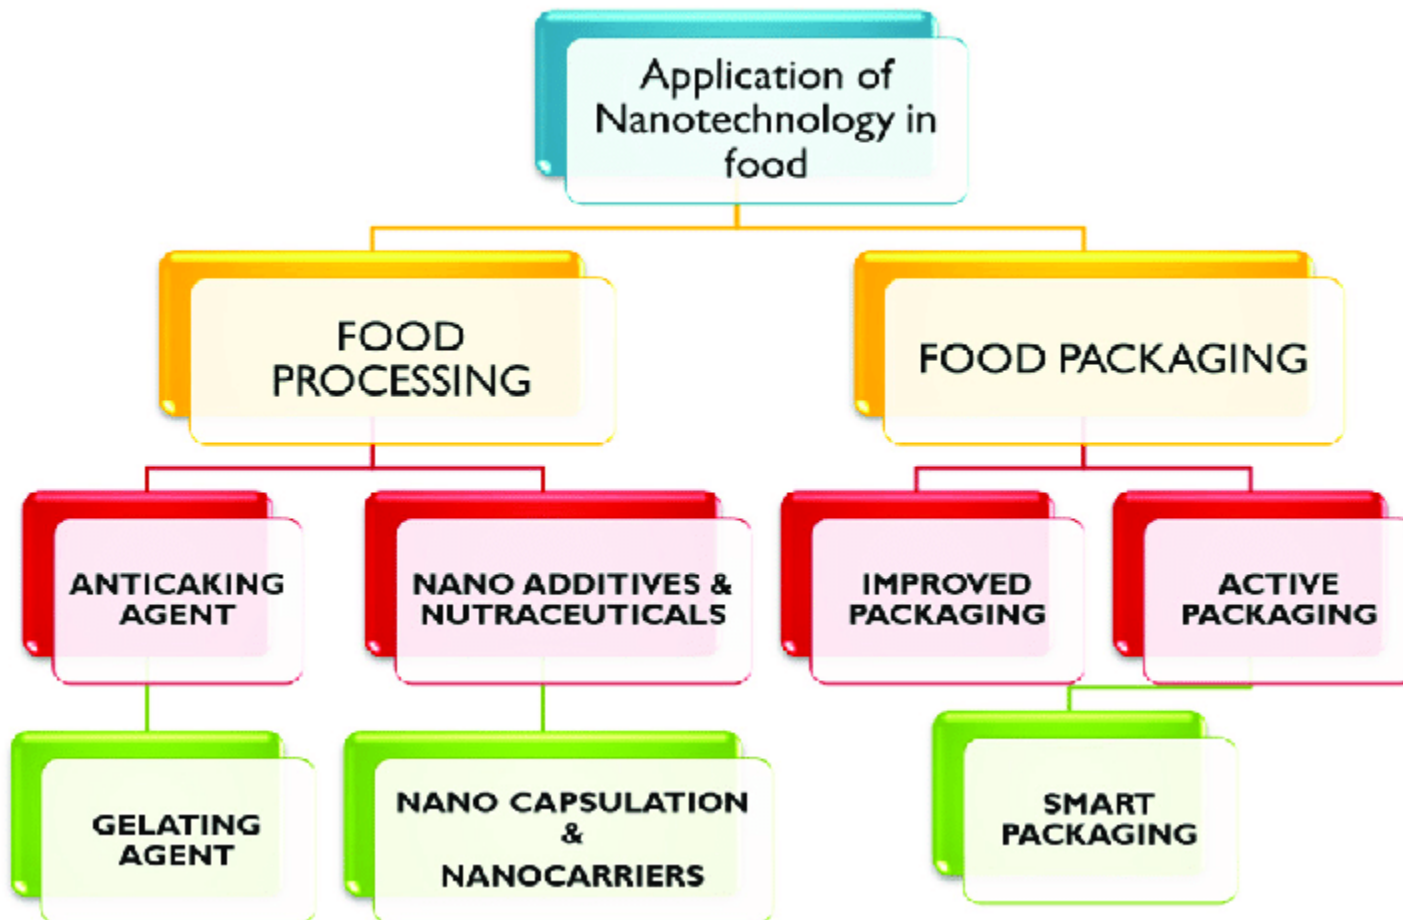 Application of
Nanotechnology in
food
FOOD
PROCESSING
FOOD PACKAGING
ANTICAKING
AGENT
NANO ADDITIVES &
NUTRACEUTICALS
IMPROVED
PACKAGING
ACTIVE
PACKAGING
GELATING
AGENT
NANO CAPSULATION
&
NANOCARRIERS
SMART
PACKAGING